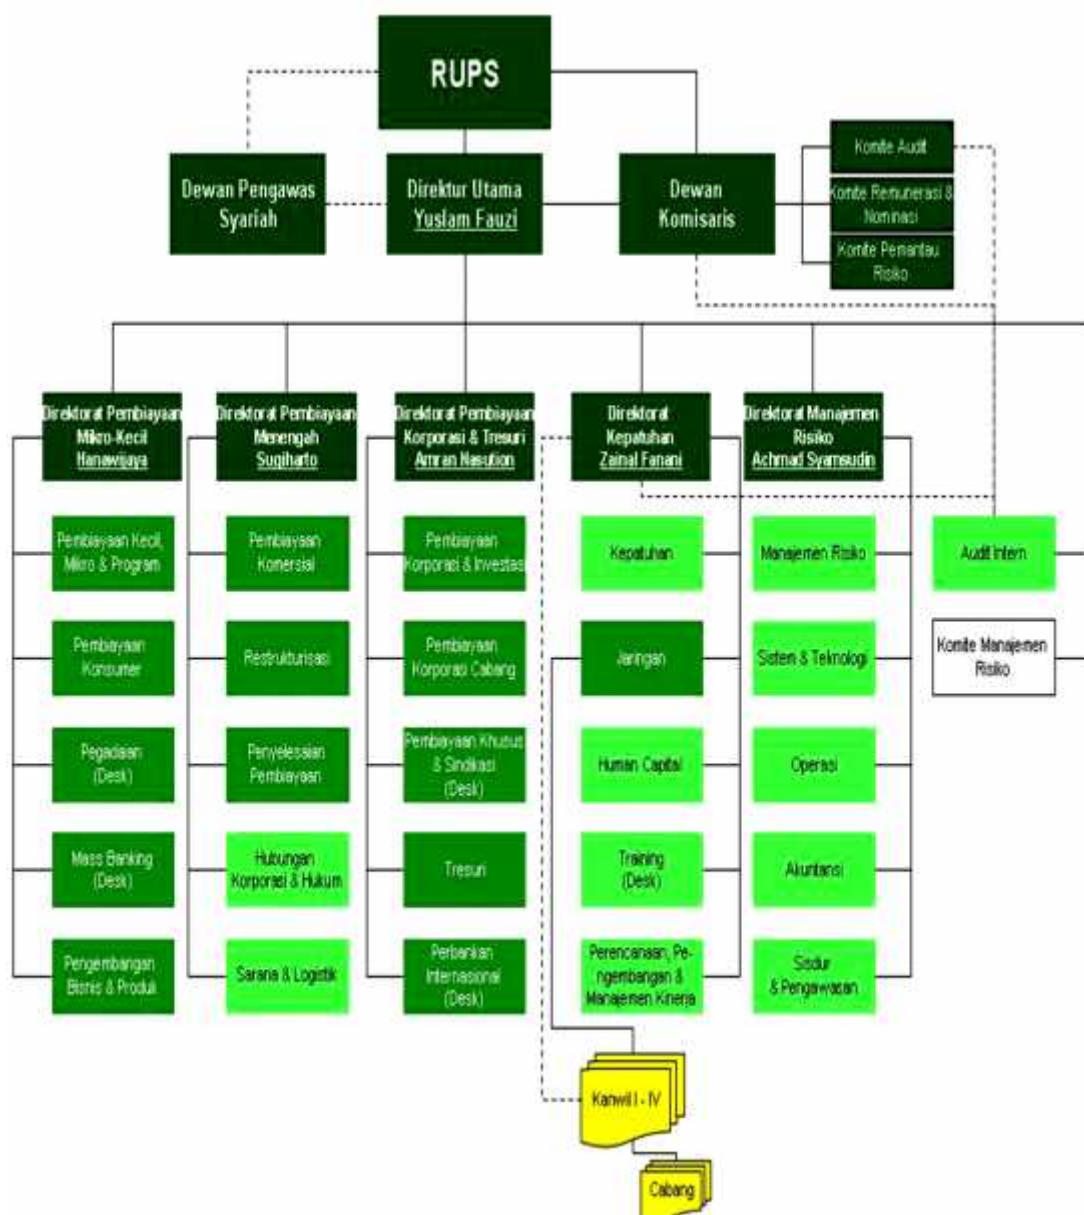 RUPS
Dewan Pengawas
Syariah
Direktur Utama
Yuslam Fauzi
Dewan
Komisaris
Komite Audit
Komite Remunerasi &
Nominasi
Komite Pemantau
Risiko
Direktorat Pembiayaan
Mikro-Kecil
Hanawijaya
Direktorat Pembiayaan
Menengah
Sugiharto
Direktorat Pembiayaan
Korporasi & Tresuri
Amran Nasution
Direktorat
Kepatuhan
Zainal Fanani
Direktorat Manajemen
Risiko
Achmad Syamsudin
Pembiayaan Kecil,
Mikro & Program
Pembiayaan
Komersial
Pembiayaan
Korporasi & Investas
Kepatuhan
Manajemen Risiko
Audit Intern
Pembiayaan
Konsumer
Restrukturisasi
Pembiayaan
Korporasi Cabang
Jaringan
Sistem & Teknologi
Komite Manajemen
Risiko
Pegadaian
(Desk)
Penyelesaian
Pembiayaan
Pembiayaan Khusus
& Sindikasi
(Desk)
Human Capital
Operasi
Mass Banking
(Desk)
Hubungan
Korporasi & Hukum
Tresuri
Training
(Desk)
Akuntansi
Pengembangan
Bisnis & Produk
Sarana & Logistik
Perbankan
Internasional
(Desk)
Perencanaan, Pe-
ngembangan &
Manajemen Kinerja
Sisdur
& Pengawasan
Kanwil I - IV
Cabang